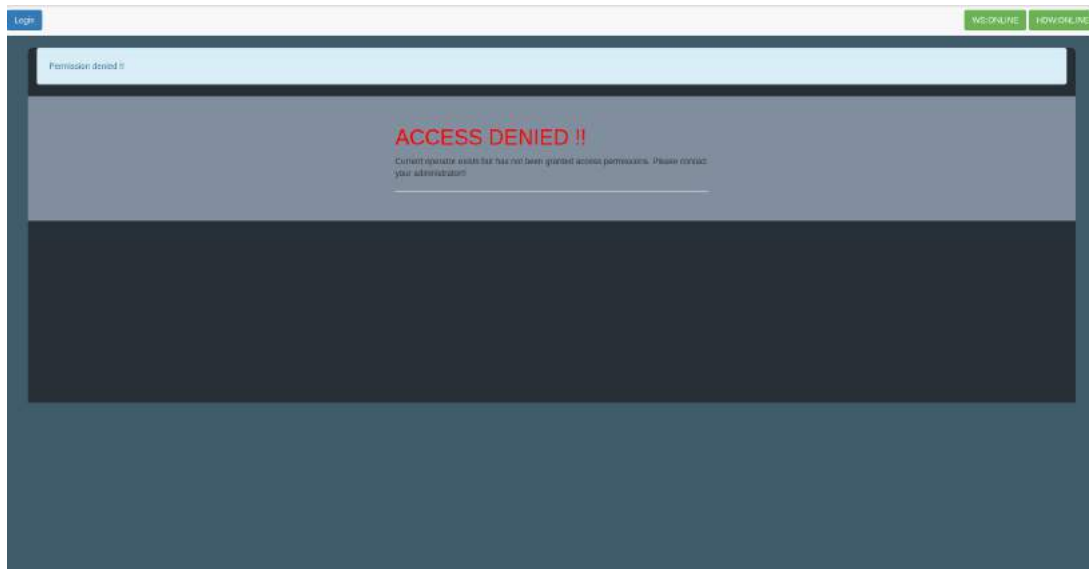 Login
WS:ONLINE
HDW:ONLINE
Permission denied !!
ACCESS DENIED !!
Current operator exists but has not been granted access permissions. Please contact
your administrator!!